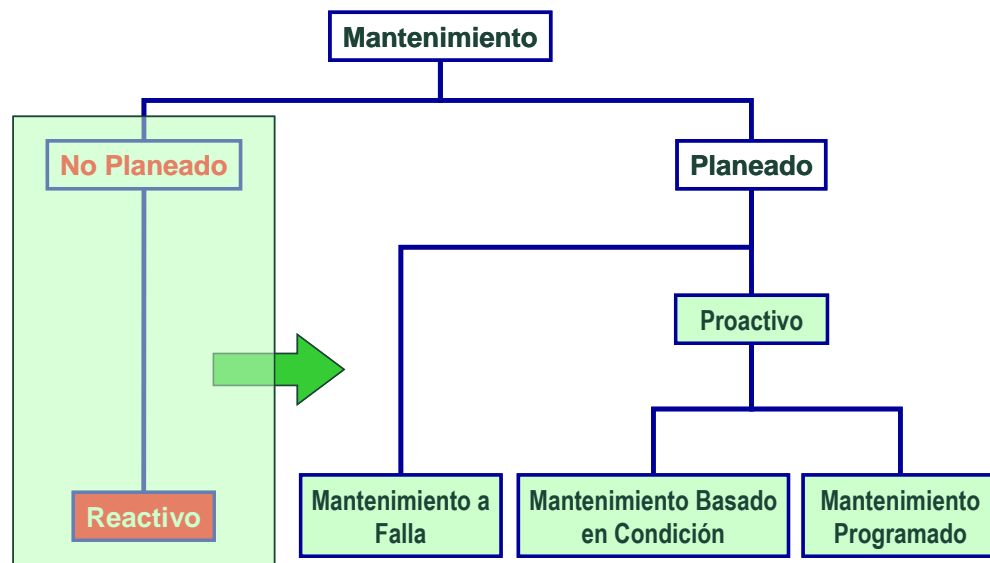 Mantenimiento
No Planeado
Planeado
Proactivo
Reactivo
Mantenimiento a
Falla
Mantenimiento Basado
en Condición
Mantenimiento
Programado